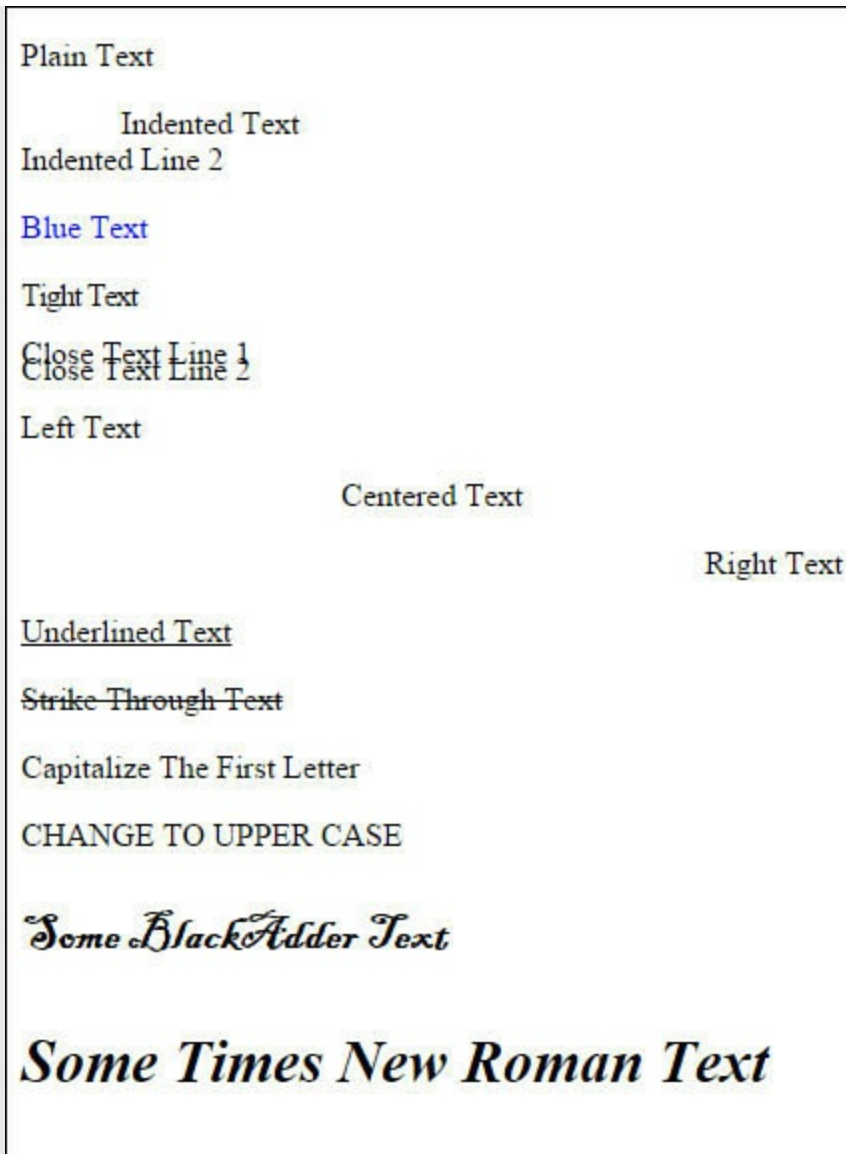 Plain Text
Indented Text
Indented Line 2
Blue Text
Tight Text
Close Text Line 1
Close Text Line 2
Left Text
Centered Text
Right Text
Underlined Text
Strike Through Text
Capitalize The First Letter
CHANGE TO UPPER CASE
Some BlackAdder Text
Some Times New Roman Text